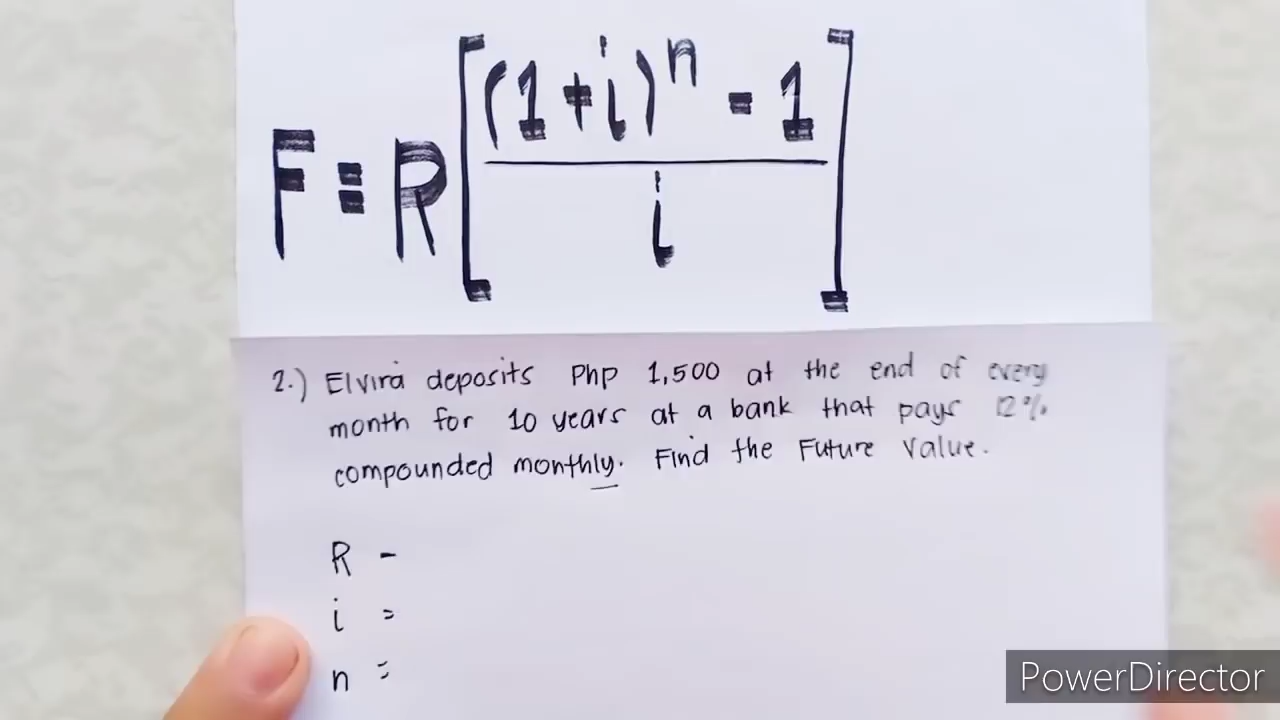 F = R [ (1 + i)^n - 1 / i ]
2.) Elvira deposits Php 1,500 at the end of every
month for 10 years at a bank that pays 12%
compounded monthly. Find the Future Value.
R -
i =
n =
PowerDirector